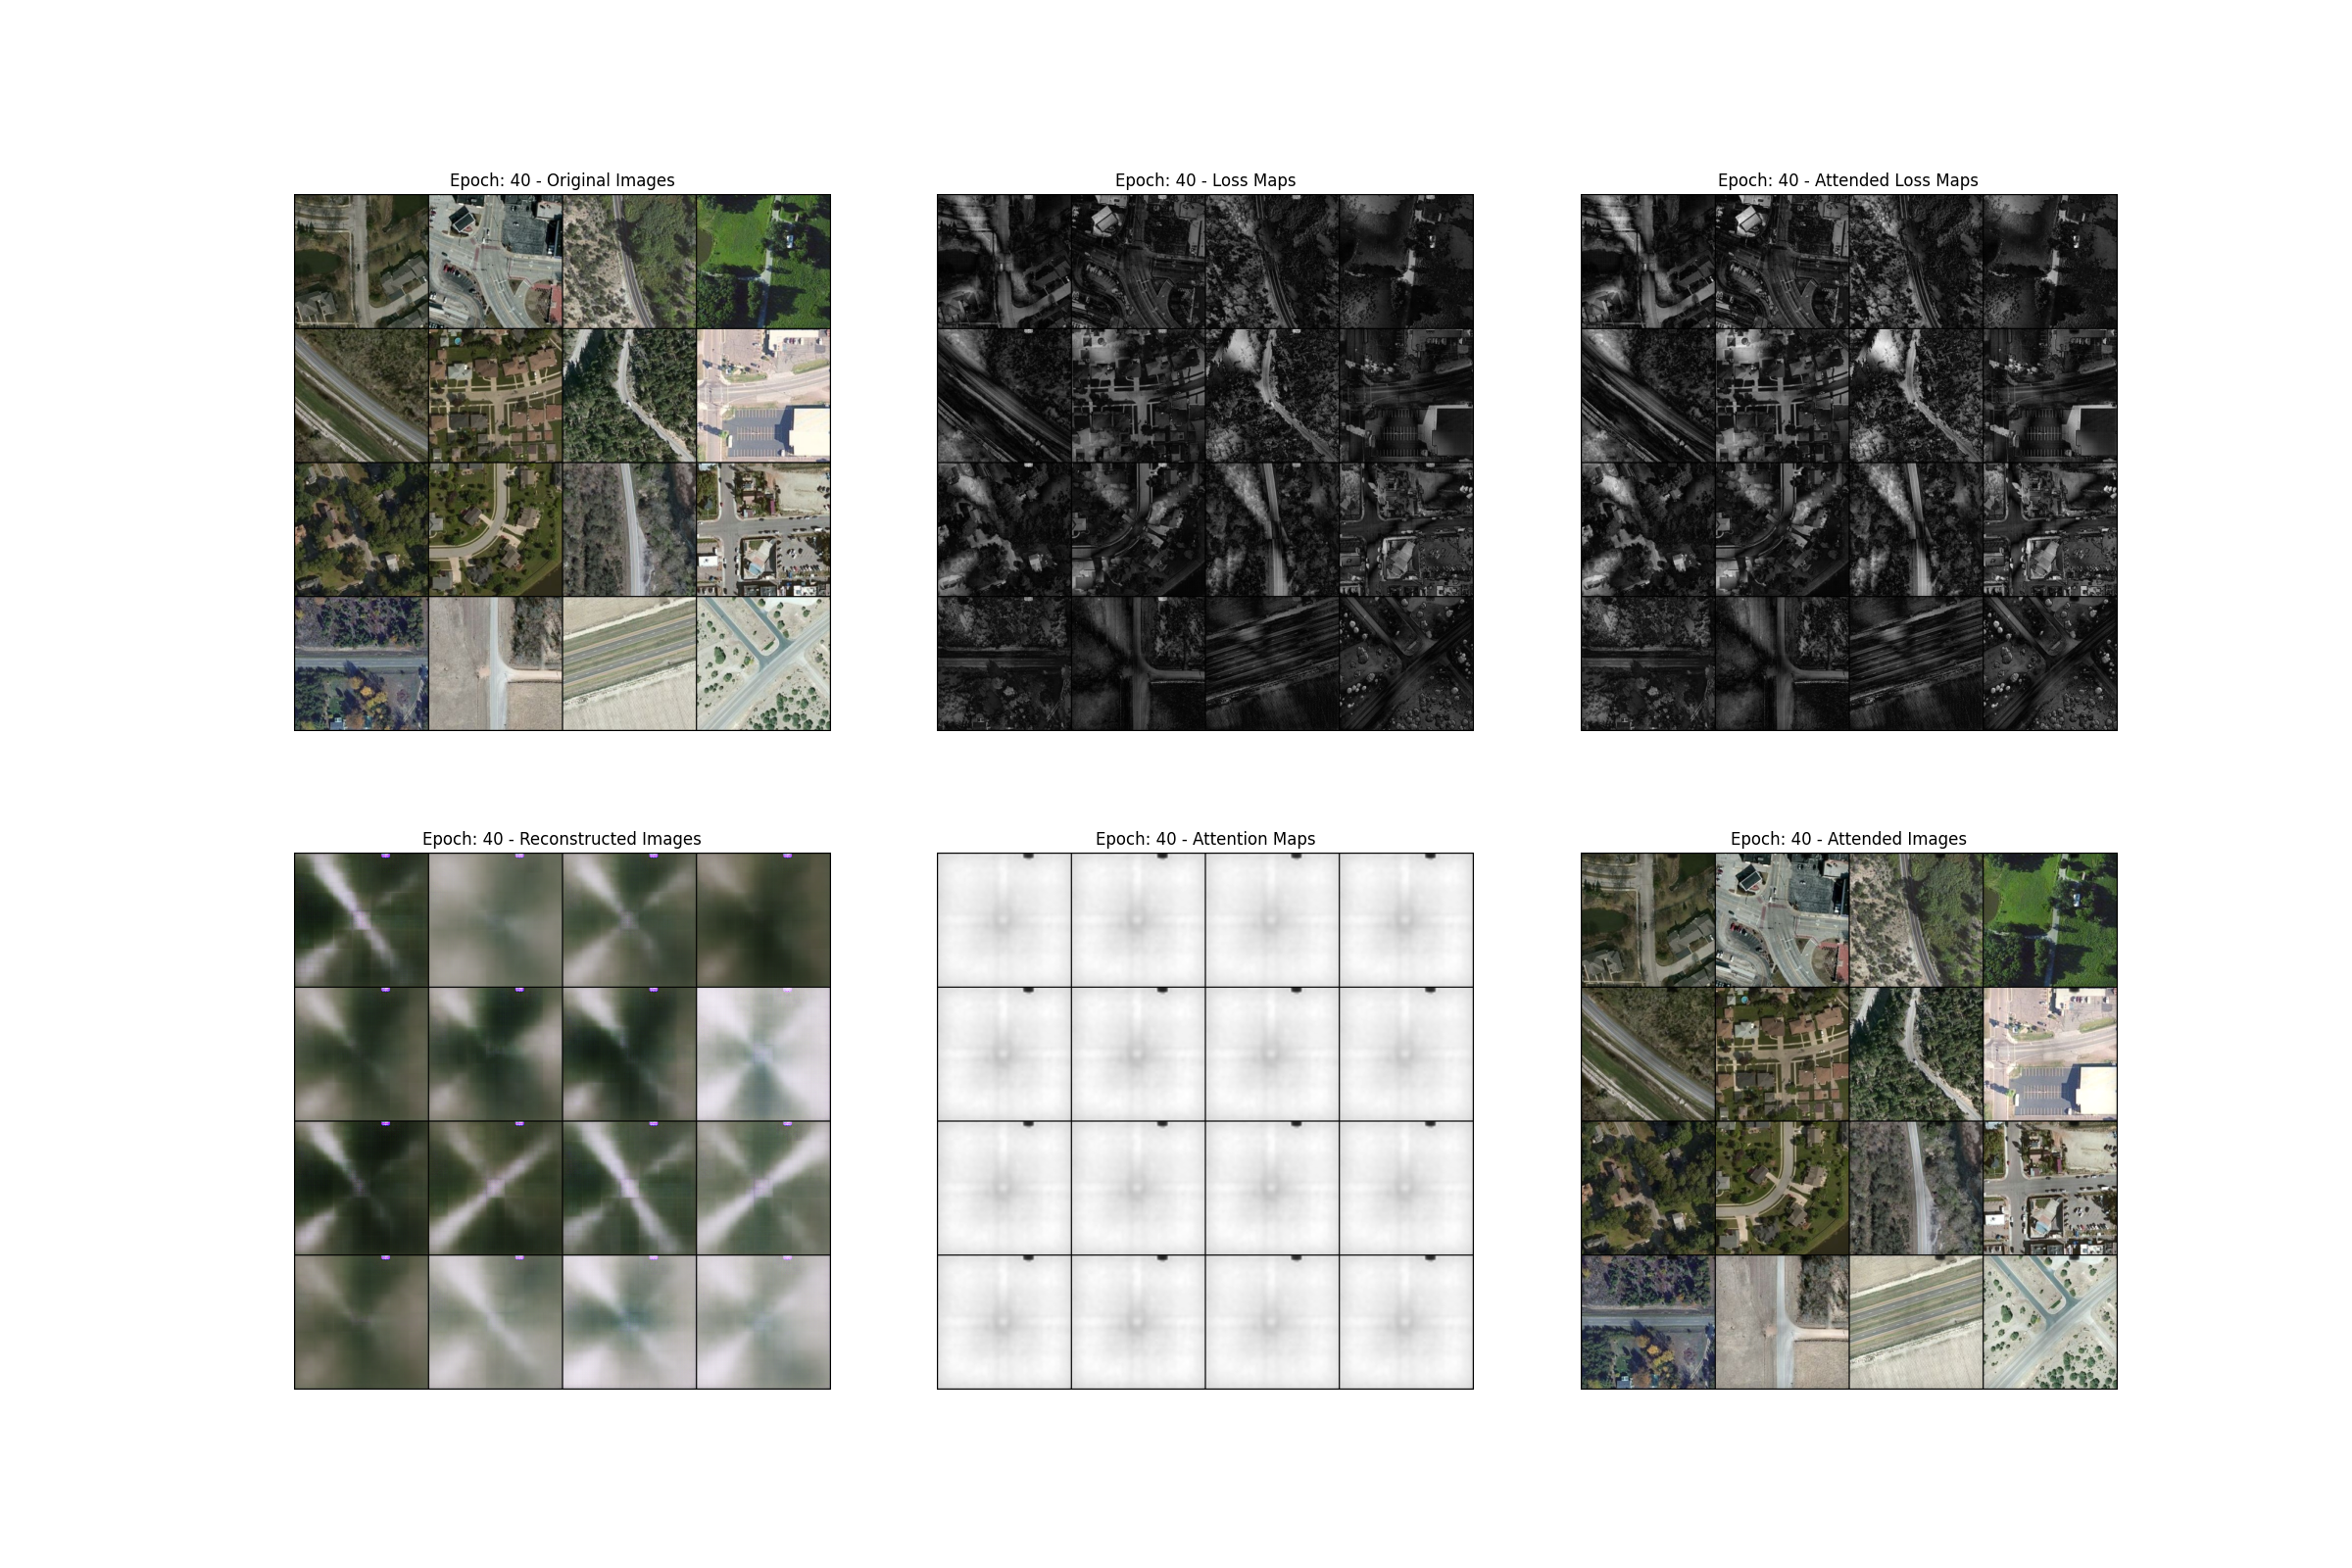 Epoch: 40 - Original Images
Epoch: 40 - Loss Maps
Epoch: 40 - Attended Loss Maps
Epoch: 40 - Reconstructed Images
Epoch: 40 - Attention Maps
Epoch: 40 - Attended Images